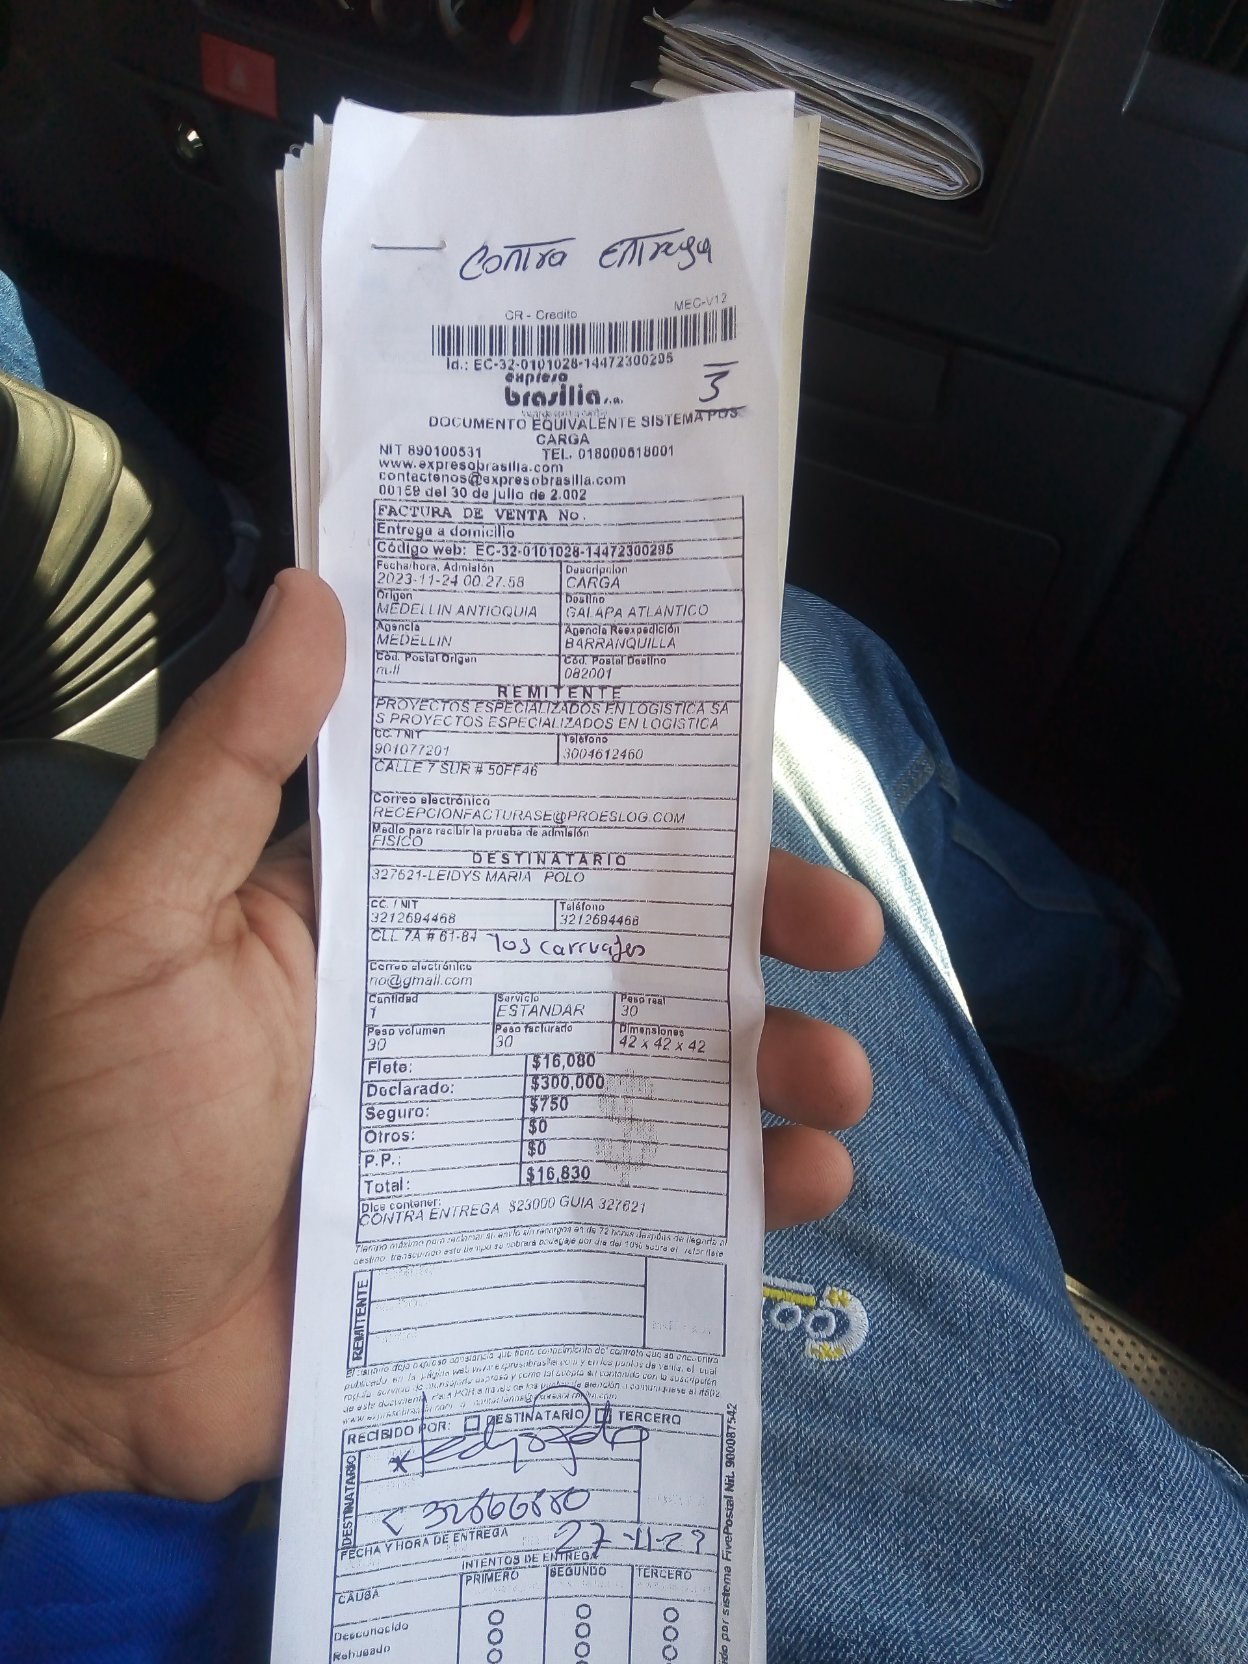 Contra Entrega
CR - Credito MEC-V12
Id.: EC-32-0101028-14472300295
expreso
brasilia s.a.
3
DOCUMENTO EQUIVALENTE SISTEMA POS
CARGA
NIT 890100531 TEL. 018000518001
www.expresobrasilia.com
contactenos@expresobrasilia.com
00159 del 30 de julio de 2.002
FACTURA DE VENTA No.
Entrega a domicilio
Código web: EC-32-0101028-14472300295
Fecha/hora. Admisión Descripcion
2023-11-24 00:27:58 CARGA
Origen Destino
MEDELLIN ANTIOQUIA GALAPA ATLANTICO
Agencia Agencia Reexpedición
MEDELLIN BARRANQUILLA
Cód. Postal Origen Cód. Postal Destino
null 082001
REMITENTE
PROYECTOS ESPECIALIZADOS EN LOGISTICA SA
S PROYECTOS ESPECIALIZADOS EN LOGISTICA
CC. / NIT Teléfono
901077201 3004612460
CALLE 7 SUR # 50FF46
Correo electrónico
RECEPCIONFACTURASE@PROESLOG.COM
Medio para recibir la prueba de admisión
FISICO
DESTINATARIO
327621-LEIDYS MARIA POLO
CC. / NIT Teléfono
3212694468 3212694468
CLL 7A # 61-84 los carruajes
Correo electrónico
no@gmail.com
Cantidad Servicio Peso real
1 ESTANDAR 30
Peso volumen Peso facturado Dimensiones
30 30 42 x 42 x 42
Flete: $16,080
Declarado: $300,000
Seguro: $750
Otros: $0
P.P.: $0
Total: $16,830
Dice contener:
CONTRA ENTREGA $23000 GUIA 327621
REMITENTE
RECIBIDO POR: DESTINATARIO TERCERO
DESTINATARIO
FECHA Y HORA DE ENTREGA 27-11-23
INTENTOS DE ENTREGA
CAUSA PRIMERO SEGUNDO TERCERO
Desconocido
Rehusado
por sistema FivePostal Nit. 900087542